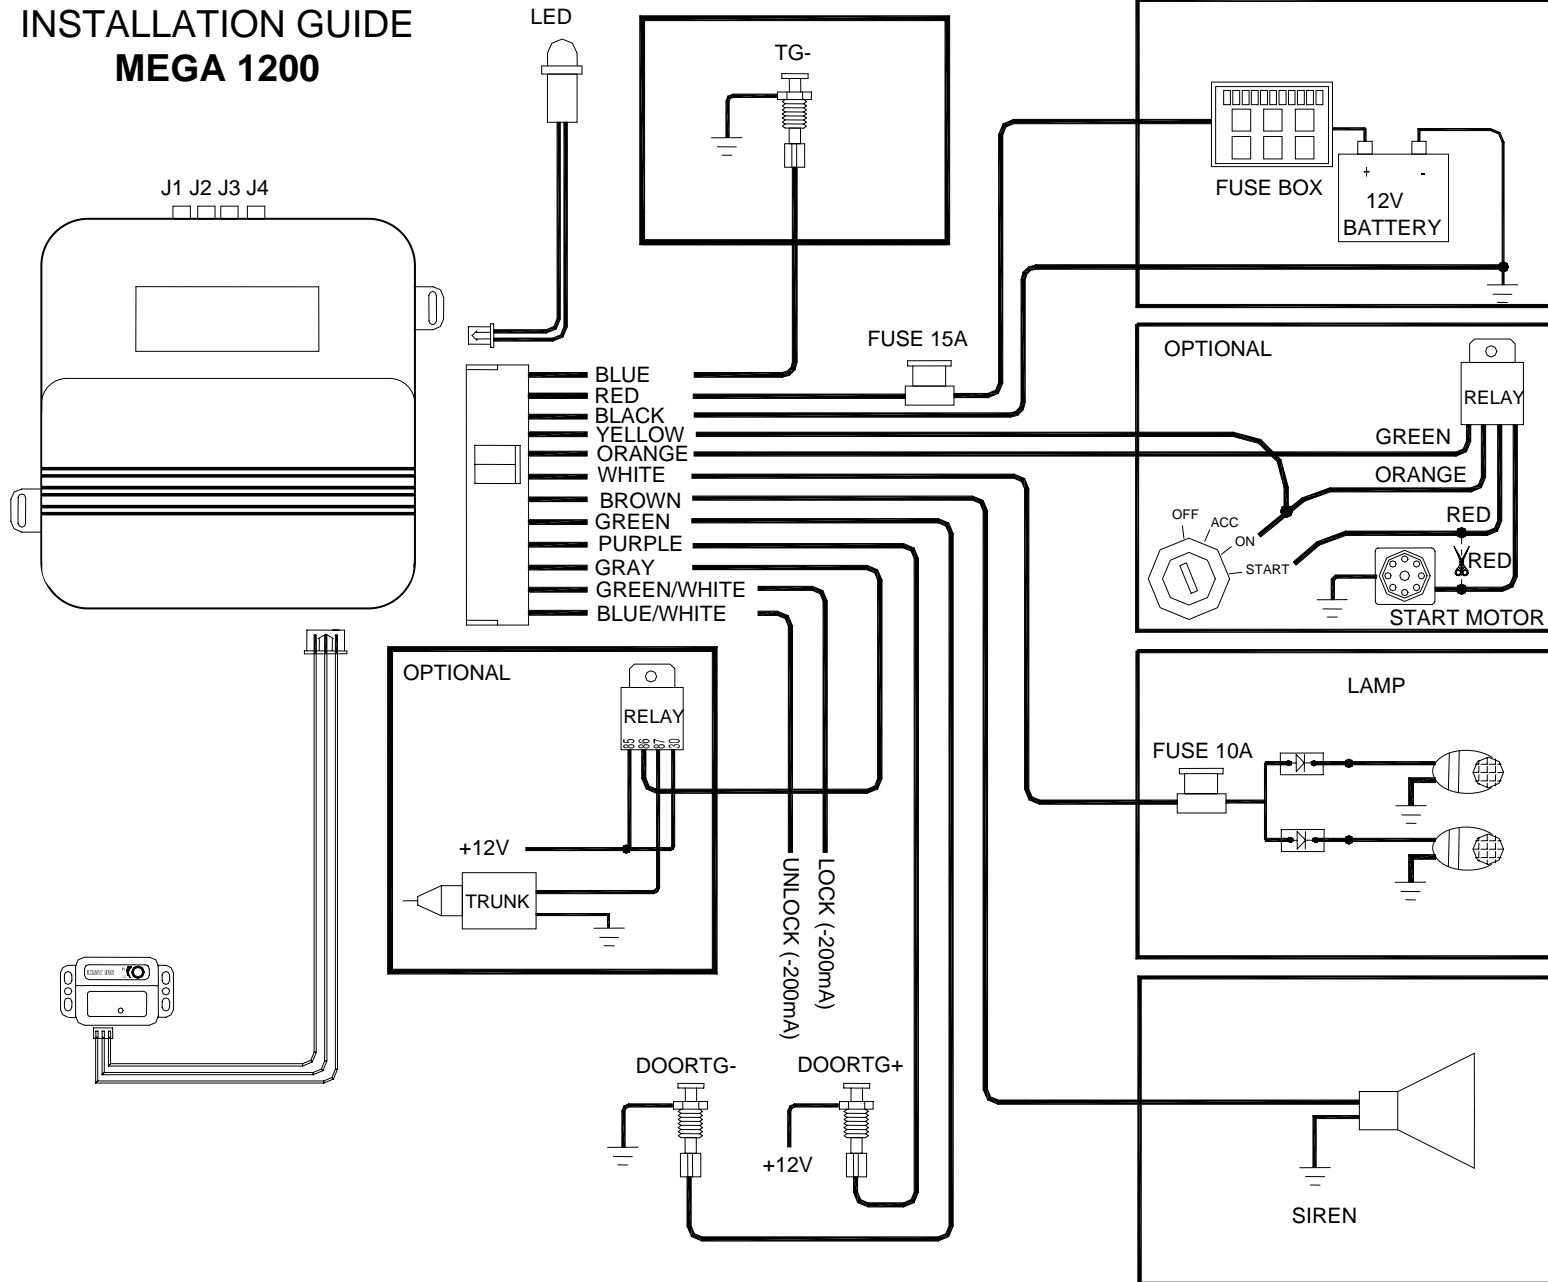 INSTALLATION GUIDE
MEGA 1200
LED
TG-
J1 J2 J3 J4
FUSE BOX
+ -
12V
BATTERY
FUSE 15A
BLUE
RED
BLACK
YELLOW
ORANGE
WHITE
BROWN
GREEN
PURPLE
GRAY
GREEN/WHITE
BLUE/WHITE
OPTIONAL
RELAY
GREEN
ORANGE
RED
RED
OFF
ACC
ON
START
START MOTOR
OPTIONAL
RELAY
85 86 87 30
+12V
TRUNK
UNLOCK (-200mA)
LOCK (-200mA)
LAMP
FUSE 10A
DOORTG-
DOORTG+
+12V
SIREN